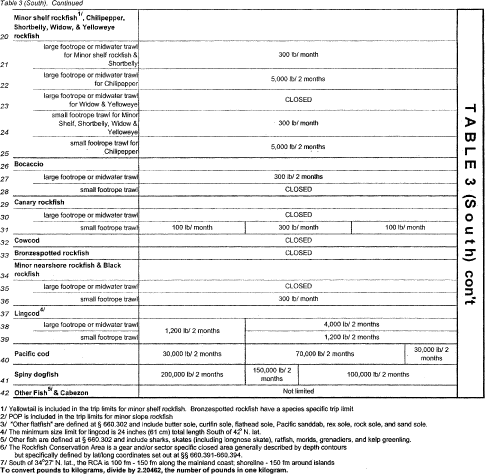 Table 3 (South). Continued
Minor shelf rockfish1/, Chilipepper,
Shortbelly, Widow, & Yelloweye
20 rockfish
large footrope or midwater trawl
for Minor shelf rockfish &
21 Shortbelly 300 lb/ month
large footrope or midwater trawl
22 for Chilipepper 5,000 lb/ 2 months
large footrope or midwater trawl
23 for Widow & Yelloweye CLOSED
small footrope trawl for Minor
Shelf, Shortbelly, Widow &
24 Yelloweye 300 lb/ month
small footrope trawl for
25 Chilipepper 5,000 lb/ 2 months
26 Bocaccio
27 large footrope or midwater trawl 300 lb/ 2 months
28 small footrope trawl CLOSED
29 Canary rockfish
30 large footrope or midwater trawl CLOSED
31 small footrope trawl 100 lb/ month 300 lb/ month 100 lb/ month
32 Cowcod CLOSED
33 Bronzespotted rockfish CLOSED
Minor nearshore rockfish & Black
34 rockfish
35 large footrope or midwater trawl CLOSED
36 small footrope trawl 300 lb/ month
37 Lingcod4/
38 large footrope or midwater trawl 1,200 lb/ 2 months 4,000 lb/ 2 months
39 small footrope trawl 1,200 lb/ 2 months
40 Pacific cod 30,000 lb/ 2 months 70,000 lb/ 2 months 30,000 lb/ 2 months
41 Spiny dogfish 200,000 lb/ 2 months 150,000 lb/ 2 months 100,000 lb/ 2 months
42 Other Fish5/ & Cabezon Not limited
TABLE 3 (South) con't
1/ Yellowtail is included in the trip limits for minor shelf rockfish. Bronzespotted rockfish have a species specific trip limit
2/ POP is included in the trip limits for minor slope rockfish
3/ "Other flatfish" are defined at § 660.302 and include butter sole, curlfin sole, flathead sole, Pacific sanddab, rex sole, rock sole, and sand sole.
4/ The minimum size limit for lingcod is 24 inches (61 cm) total length South of 42° N. lat.
5/ Other fish are defined at § 660.302 and include sharks, skates (including longnose skate), ratfish, morids, grenadiers, and kelp greenling.
6/ The Rockfish Conservation Area is a gear and/or sector specific closed area generally described by depth contours
but specifically defined by lat/long coordinates set out at §§ 660.391-660.394.
7/ South of 34°27' N. lat., the RCA is 100 fm - 150 fm along the mainland coast; shoreline - 150 fm around islands
To convert pounds to kilograms, divide by 2.20462, the number of pounds in one kilogram.